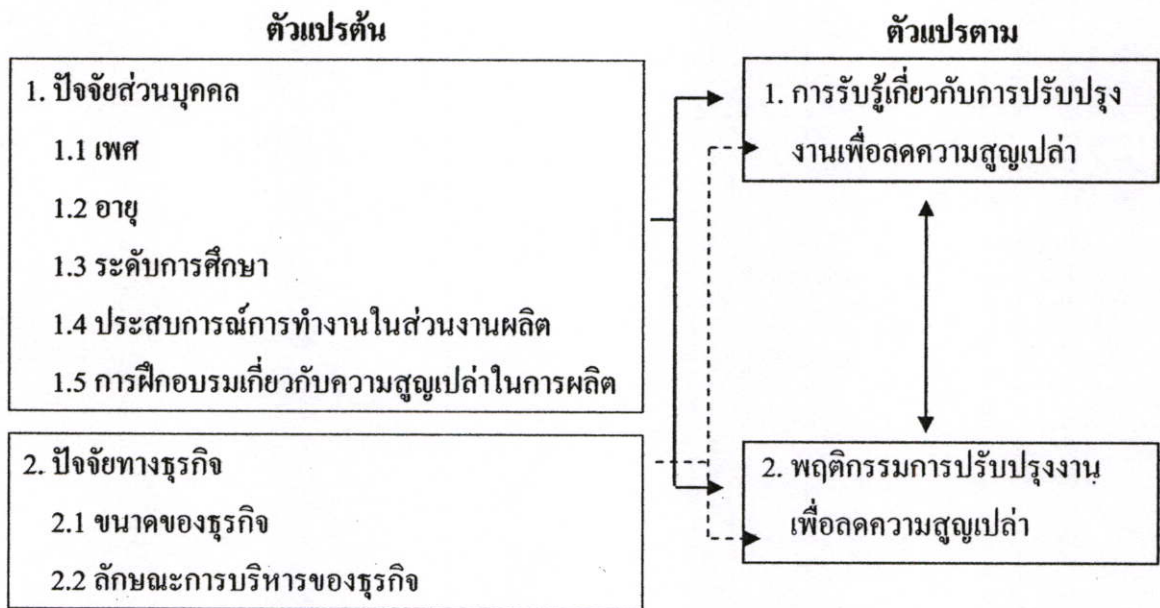 ตัวแปรต้น
1. ปัจจัยส่วนบุคคล
1.1 เพศ
1.2 อายุ
1.3 ระดับการศึกษา
1.4 ประสบการณ์การทำงานในส่วนงานผลิต
1.5 การฝึกอบรมเกี่ยวกับความสูญเปล่าในการผลิต
2. ปัจจัยทางธุรกิจ
2.1 ขนาดของธุรกิจ
2.2 ลักษณะการบริหารของธุรกิจ
ตัวแปรตาม
1. การรับรู้เกี่ยวกับการปรับปรุง
งานเพื่อลดความสูญเปล่า
2. พฤติกรรมการปรับปรุงงาน
เพื่อลดความสูญเปล่า